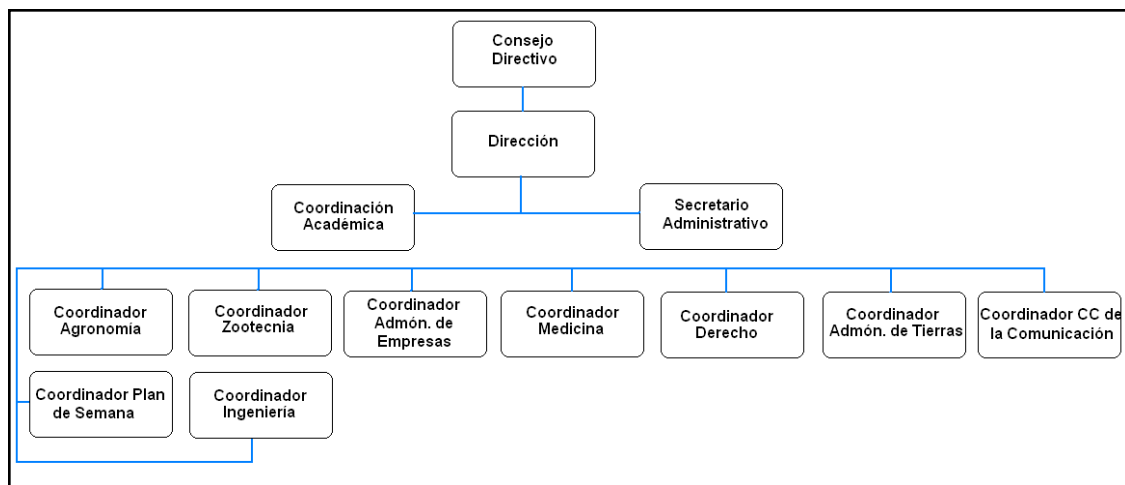 Consejo
Directivo
Dirección
Coordinación
Académica
Secretario
Administrativo
Coordinador
Agronomía
Coordinador
Zootecnia
Coordinador
Admón. de
Empresas
Coordinador
Medicina
Coordinador
Derecho
Coordinador
Admón. de Tierras
Coordinador CC de
la Comunicación
Coordinador Plan
de Semana
Coordinador
Ingeniería